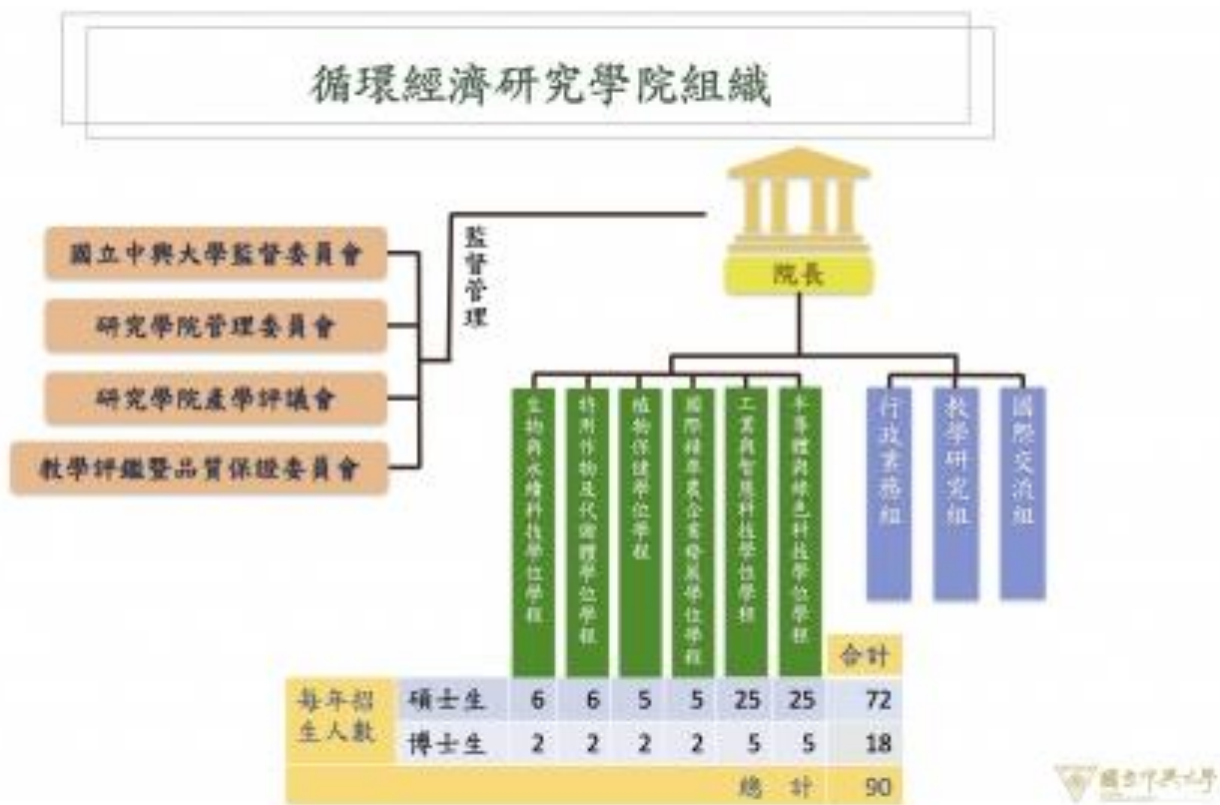 循環經濟研究學院組織
國立中興大學監督委員會
研究學院管理委員會
研究學院產學評議會
教學評鑑暨品質保證委員會
監督管理
院長
生物與永續科技學位學程
特用作物及代謝體學位學程
植物保健學位學程
國際精準農企業發展學位學程
工業與智慧科技學位學程
半導體與綠色科技學位學程
行政業務組
教學研究組
國際交流組
合計
每年招生人數
碩士生 6 6 5 5 25 25 72
博士生 2 2 2 2 5 5 18
總計 90
國立中興大學